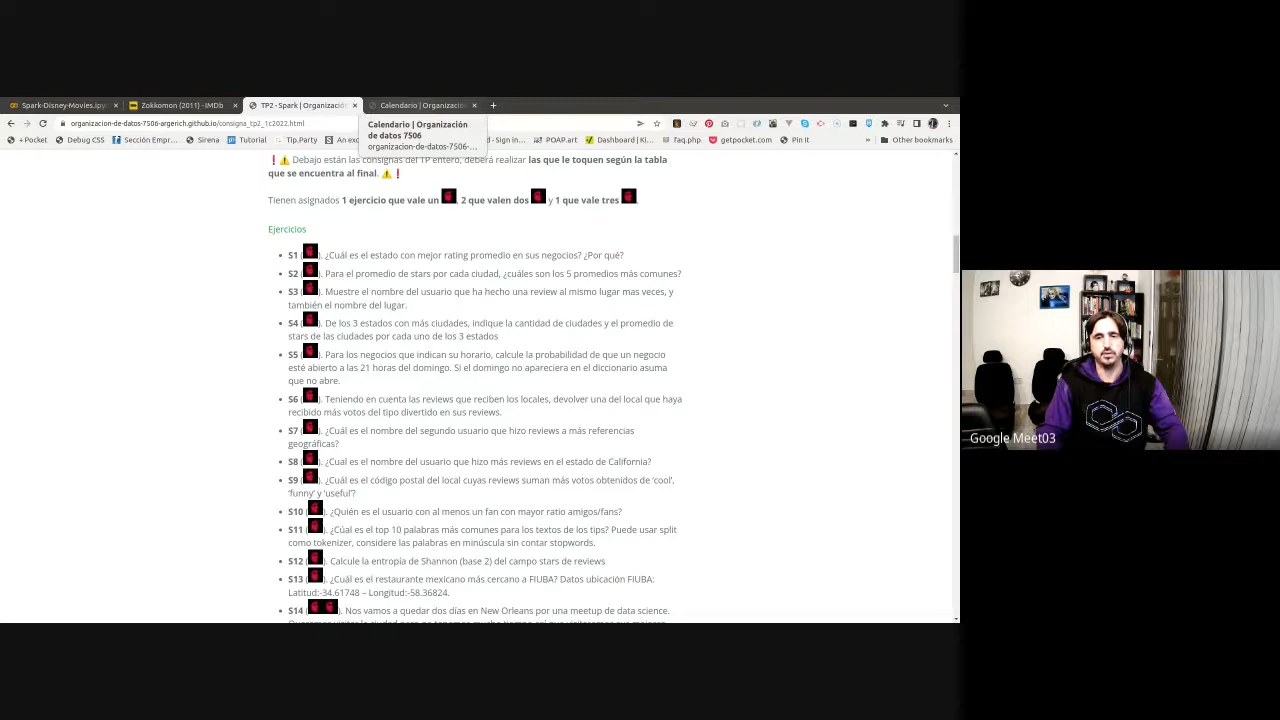 Spark-Disney-Movies.ipyn
Zokkomon (2011) - IMDb
TP2 - Spark | Organizació
Calendario | Organizació
organizacion-de-datos-7506-argerich.github.io/consigna_tp2_1c2022.html
+Pocket
Debug CSS
Sección Empr...
Sirena
Tutorial
Tip.Party
An exc
- Sign in...
POAP.art
Dashboard | Ki...
faq.php
getpocket.com
Pin it
»
Other bookmarks
Calendario | Organización
de datos 7506
organizacion-de-datos-7506-...
❗⚠️ Debajo están las consignas del TP entero, deberá realizar las que le toquen según la tabla
que se encuentra al final. ⚠️❗
Tienen asignados 1 ejercicio que vale un , 2 que valen dos y 1 que vale tres .
Ejercicios
• S1 ( ). ¿Cuál es el estado con mejor rating promedio en sus negocios? ¿Por qué?
• S2 ( ). Para el promedio de stars por cada ciudad, ¿cuáles son los 5 promedios más comunes?
• S3 ( ). Muestre el nombre del usuario que ha hecho una review al mismo lugar mas veces, y
también el nombre del lugar.
• S4 ( ). De los 3 estados con más ciudades, indique la cantidad de ciudades y el promedio de
stars de las ciudades por cada uno de los 3 estados
• S5 ( ). Para los negocios que indican su horario, calcule la probabilidad de que un negocio
esté abierto a las 21 horas del domingo. Si el domingo no apareciera en el diccionario asuma
que no abre.
• S6 ( ). Teniendo en cuenta las reviews que reciben los locales, devolver una del local que haya
recibido más votos del tipo divertido en sus reviews.
• S7 ( ). ¿Cuál es el nombre del segundo usuario que hizo reviews a más referencias
geográficas?
• S8 ( ). ¿Cual es el nombre del usuario que hizo más reviews en el estado de California?
• S9 ( ). ¿Cuál es el código postal del local cuyas reviews suman más votos obtenidos de ‘cool’,
‘funny’ y ‘useful’?
• S10 ( ). ¿Quién es el usuario con al menos un fan con mayor ratio amigos/fans?
• S11 ( ). ¿Cúal es el top 10 palabras más comunes para los textos de los tips? Puede usar split
como tokenizer, considere las palabras en minúscula sin contar stopwords.
• S12 ( ). Calcule la entropía de Shannon (base 2) del campo stars de reviews
• S13 ( ). ¿Cuál es el restaurante mexicano más cercano a FIUBA? Datos ubicación FIUBA:
Latitud:-34.61748 – Longitud:-58.36824.
• S14 ( ). Nos vamos a quedar dos días en New Orleans por una meetup de data science.
Google Meet03